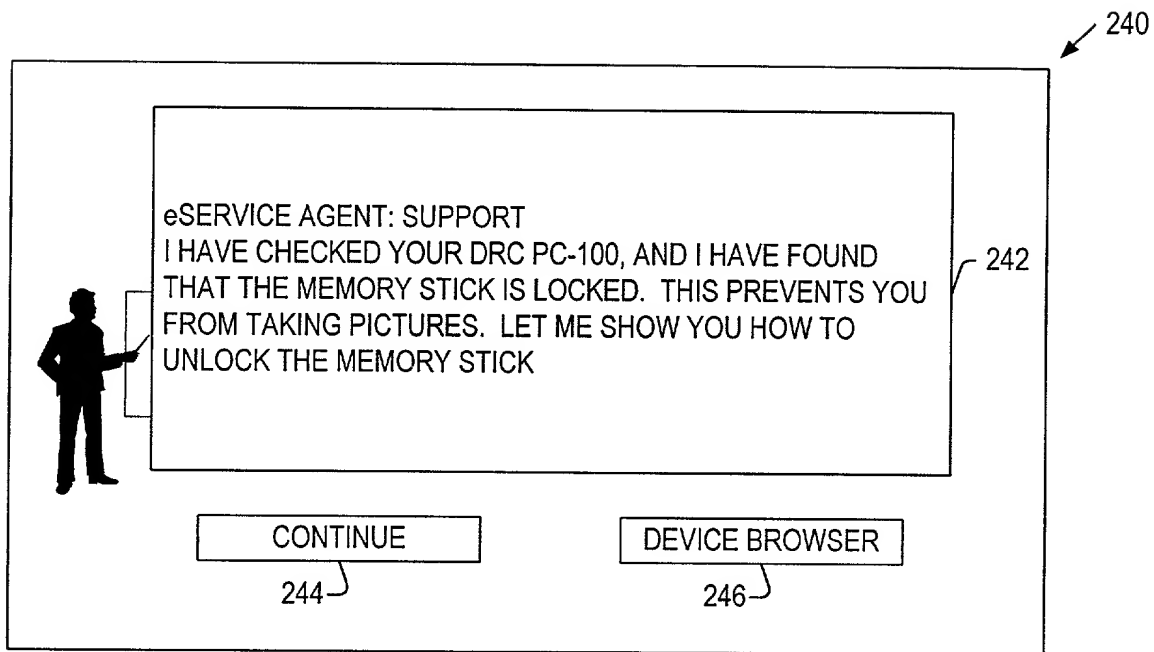 240
eSERVICE AGENT: SUPPORT
I HAVE CHECKED YOUR DRC PC-100, AND I HAVE FOUND
THAT THE MEMORY STICK IS LOCKED. THIS PREVENTS YOU
FROM TAKING PICTURES. LET ME SHOW YOU HOW TO
UNLOCK THE MEMORY STICK
242
CONTINUE
DEVICE BROWSER
244
246